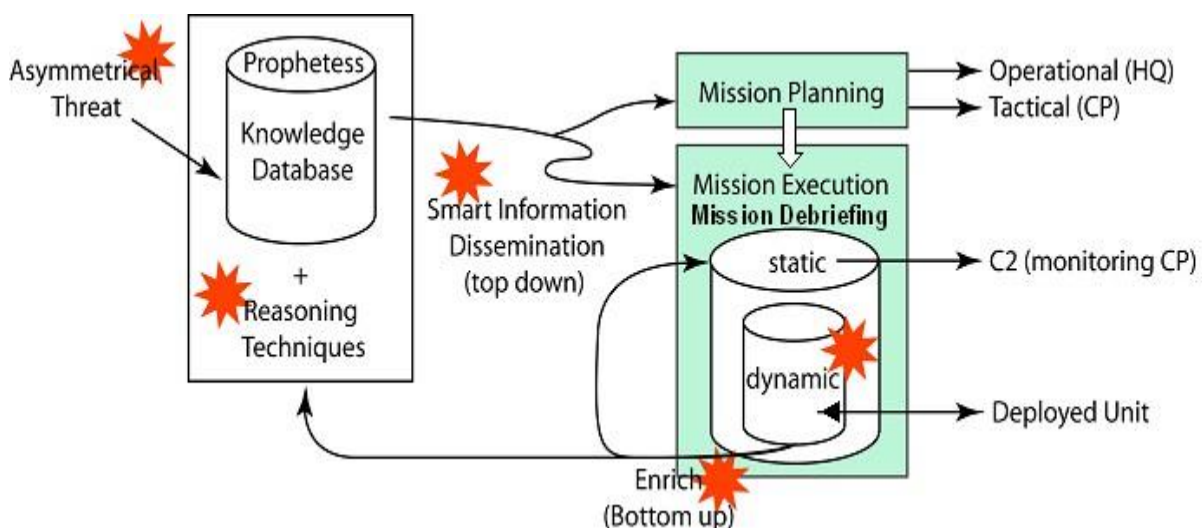 Asymmetrical
Threat
Prophetess
Knowledge
Database
+
Reasoning
Techniques
Smart Information
Dissemination
(top down)
Mission Planning
Operational (HQ)
Tactical (CP)
Mission Execution
Mission Debriefing
static
C2 (monitoring CP)
dynamic
Deployed Unit
Enrich
(Bottom up)